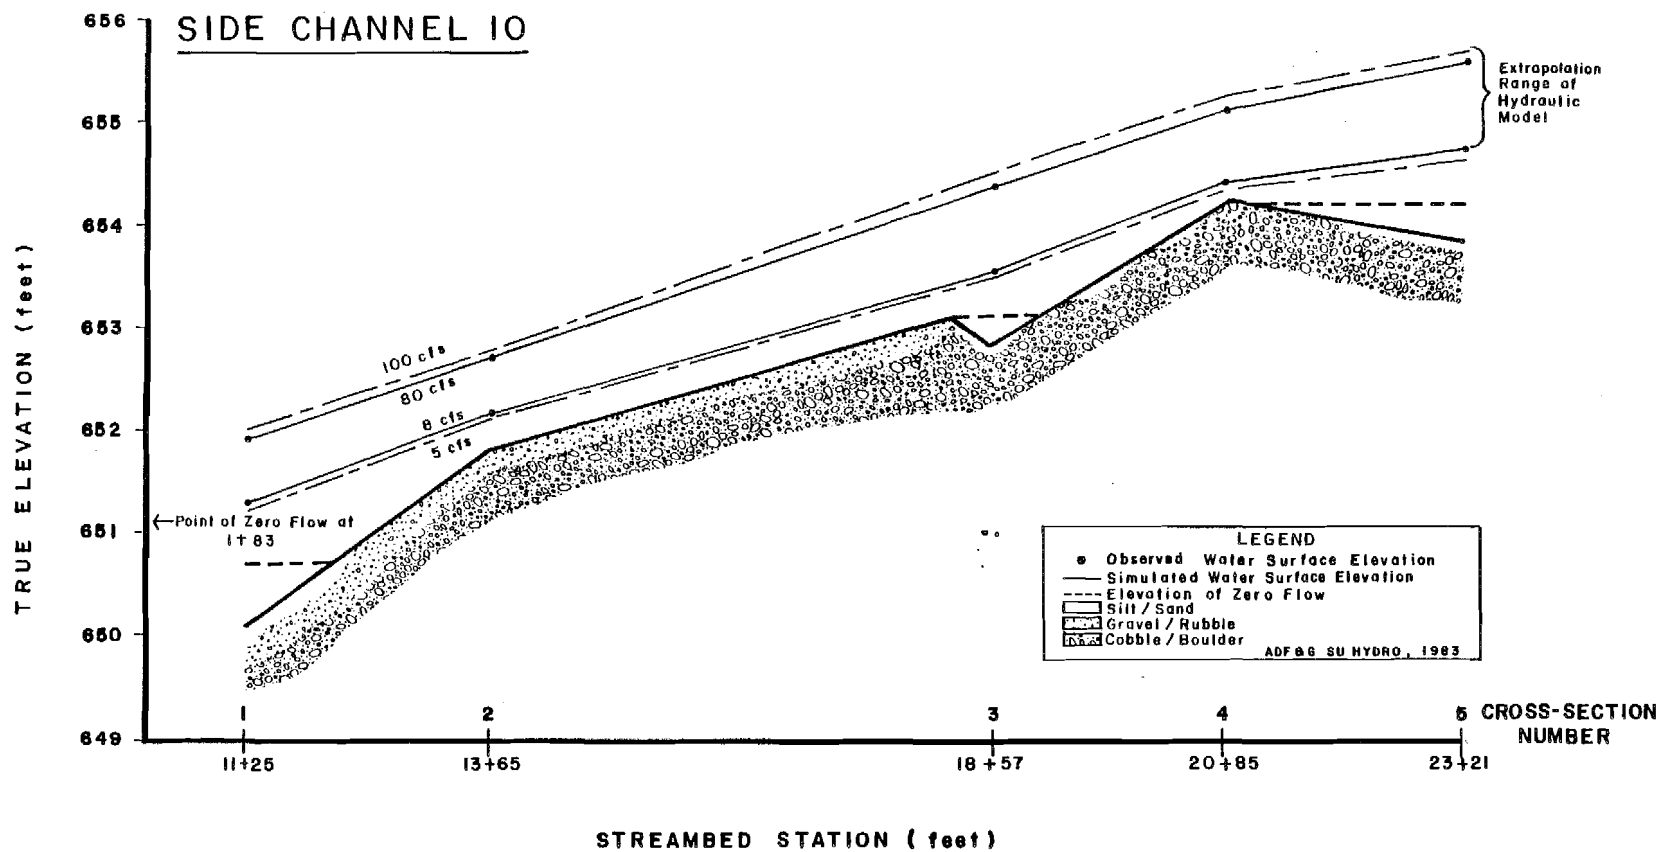 SIDE CHANNEL 10
TRUE ELEVATION (feet)
656
655
654
653
652
651
650
649
Extrapolation
Range of
Hydraulic
Model
100 cfs
80 cfs
8 cfs
5 cfs
←Point of Zero Flow at
1+83
LEGEND
Observed Water Surface Elevation
Simulated Water Surface Elevation
Elevation of Zero Flow
Silt / Sand
Gravel / Rubble
Cobble / Boulder
ADF&G SU HYDRO, 1983
1 2 3 4 5 CROSS-SECTION
NUMBER
11+25 13+65 18+57 20+85 23+21
STREAMBED STATION ( feet )